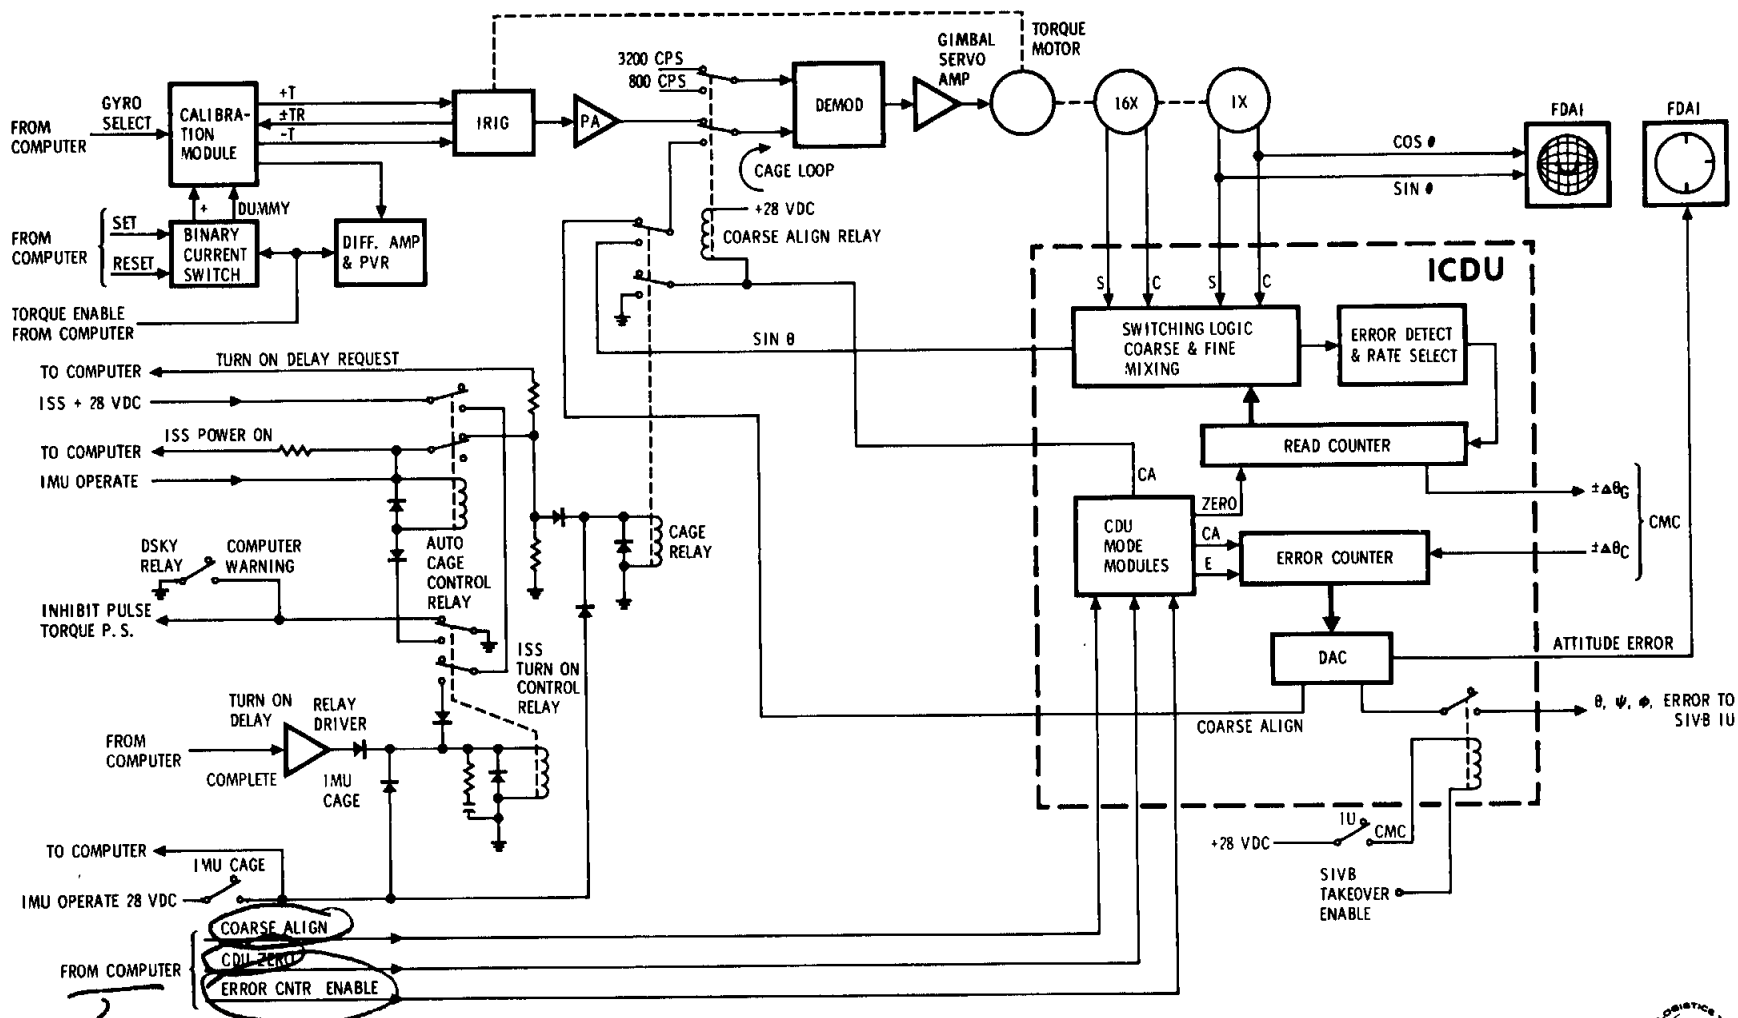 TORQUE
MOTOR
GIMBAL
SERVO
AMP
3200 CPS
800 CPS
GYRO
SELECT
FROM
COMPUTER
CALIBRA-
TION
MODULE
+T
±TR
-T
IRIG
PA
DEMOD
16X
1X
FDAI
FDAI
COS θ
SIN θ
CAGE LOOP
+28 VDC
COARSE ALIGN RELAY
+
DUMMY
FROM
COMPUTER
SET
RESET
BINARY
CURRENT
SWITCH
DIFF. AMP
& PVR
TORQUE ENABLE
FROM COMPUTER
ICDU
S
C
S
C
SWITCHING LOGIC
COARSE & FINE
MIXING
ERROR DETECT
& RATE SELECT
SIN θ
TURN ON DELAY REQUEST
TO COMPUTER
ISS + 28 VDC
ISS POWER ON
TO COMPUTER
IMU OPERATE
READ COUNTER
CA
ZERO
±ΔθG
CMC
CDU
MODE
MODULES
CA
E
ERROR COUNTER
±ΔθC
DSKY
RELAY
COMPUTER
WARNING
AUTO
CAGE
CONTROL
RELAY
CAGE
RELAY
INHIBIT PULSE
TORQUE P. S.
ISS
TURN ON
CONTROL
RELAY
DAC
ATTITUDE ERROR
COARSE ALIGN
θ, ψ, φ, ERROR TO
SIVB IU
TURN ON
DELAY
RELAY
DRIVER
FROM
COMPUTER
COMPLETE
IMU
CAGE
IU
CMC
+28 VDC
SIVB
TAKEOVER
ENABLE
TO COMPUTER
IMU CAGE
IMU OPERATE 28 VDC
FROM COMPUTER
COARSE ALIGN
CDU ZERO
ERROR CNTR ENABLE